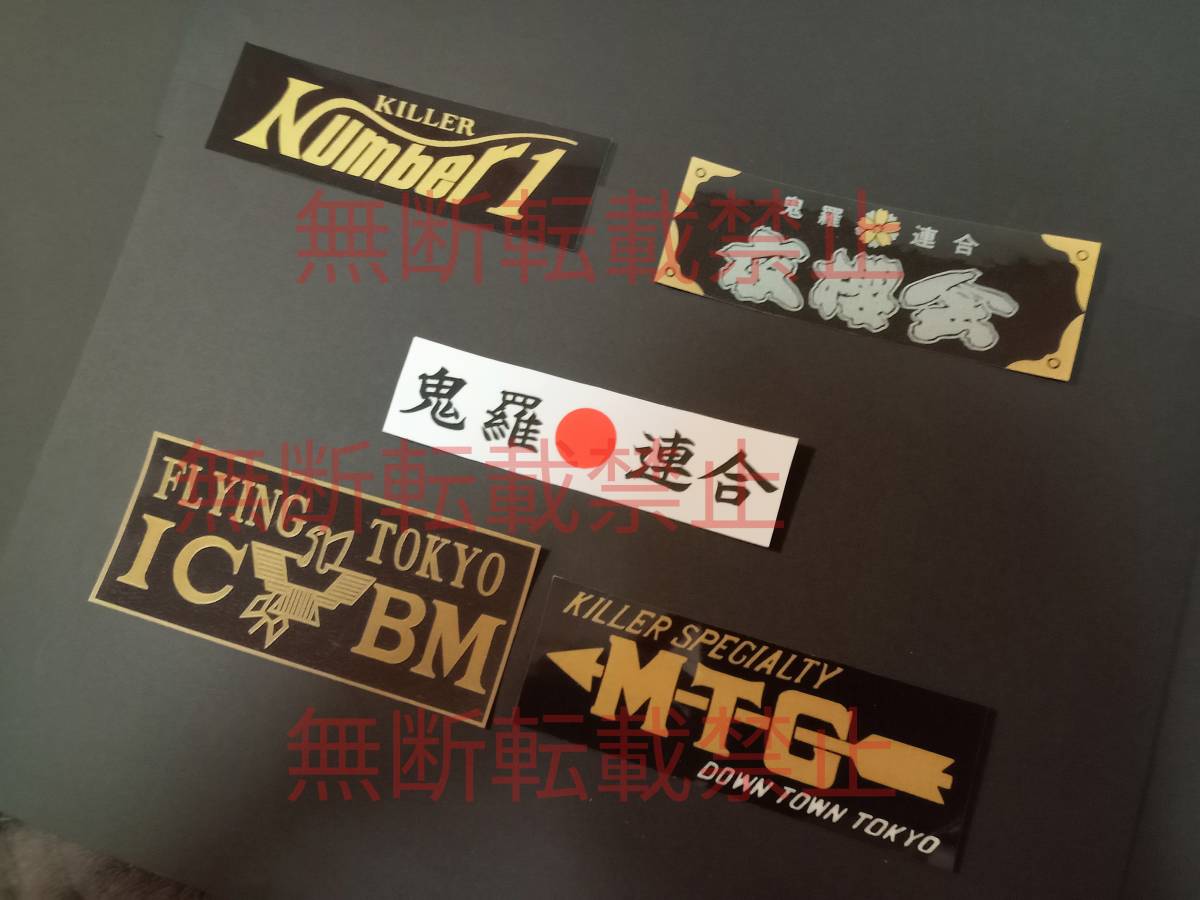 KILLER
Number 1
鬼羅連合
無断転載禁止
鬼羅 連合
無断転載禁止
FLYING TOKYO
IC BM
KILLER SPECIALTY
M-T-G
DOWN TOWN TOKYO
無断転載禁止